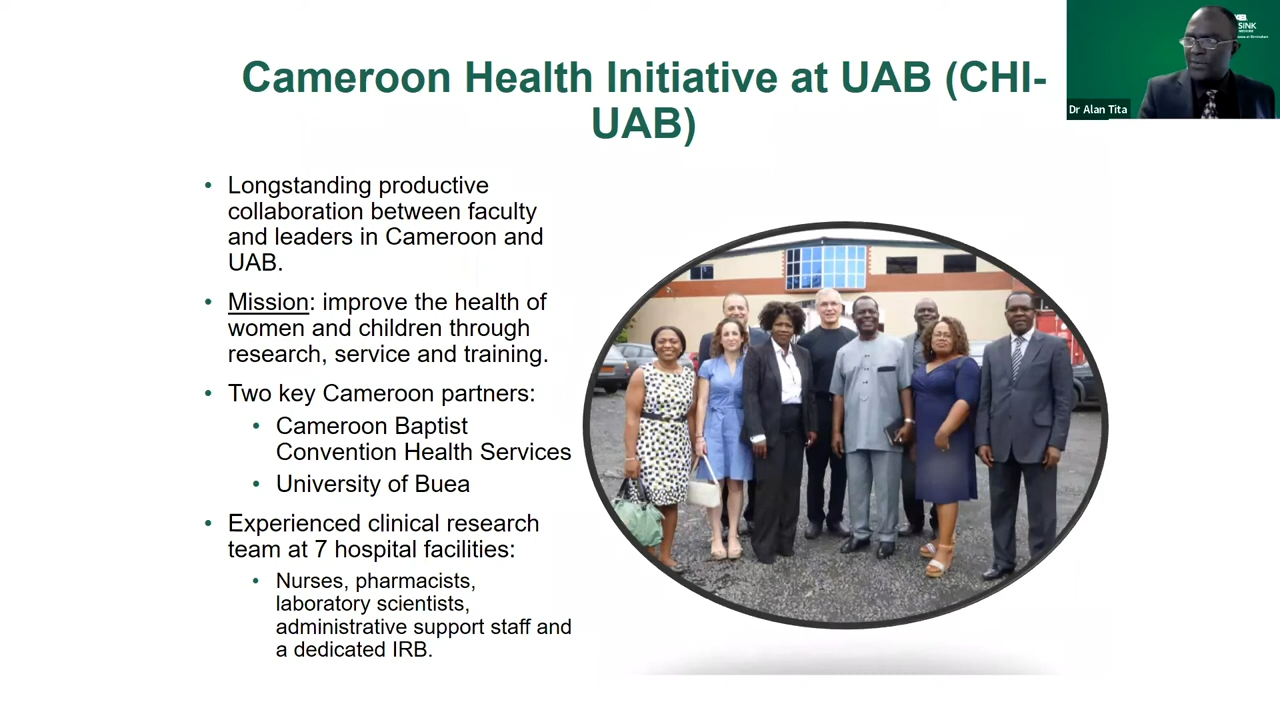 Cameroon Health Initiative at UAB (CHI-
UAB)
• Longstanding productive
collaboration between faculty
and leaders in Cameroon and
UAB.
• Mission: improve the health of
women and children through
research, service and training.
• Two key Cameroon partners:
• Cameroon Baptist
Convention Health Services
• University of Buea
• Experienced clinical research
team at 7 hospital facilities:
• Nurses, pharmacists,
laboratory scientists,
administrative support staff and
a dedicated IRB.
SINK
Dr Alan Tita